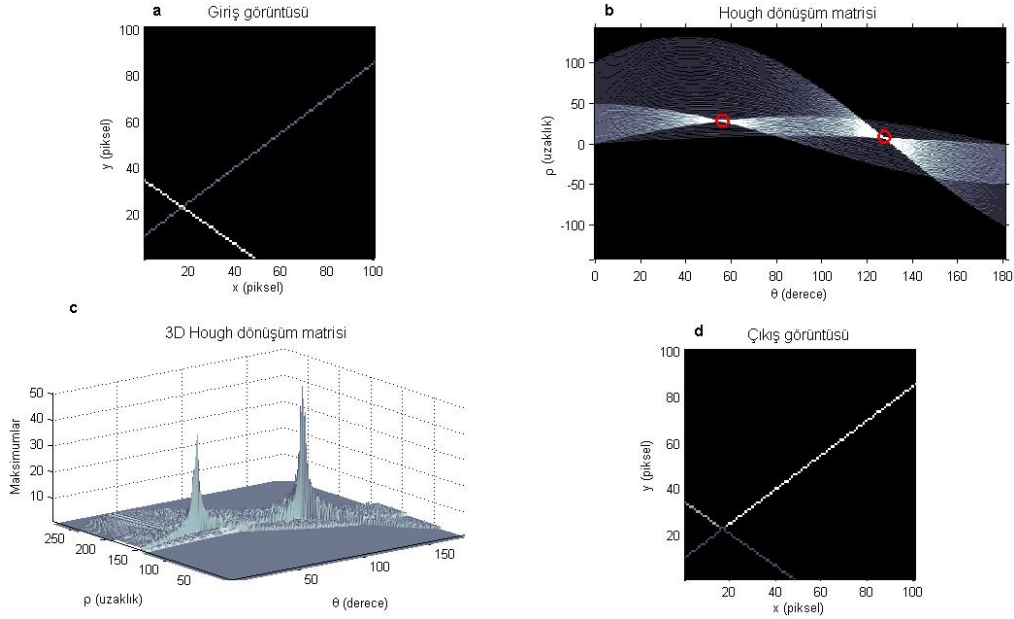 a
Giriş görüntüsü
100
80
60
40
20
y (piksel)
20 40 60 80 100
x (piksel)
b
Hough dönüşüm matrisi
100
50
0
-50
-100
ρ (uzaklık)
0 20 40 60 80 100 120 140 160 180
θ (derece)
c
3D Hough dönüşüm matrisi
50
40
30
20
10
Maksimumlar
250 200 150 100 50
ρ (uzaklık)
50 100 150
θ (derece)
d
Çıkış görüntüsü
100
80
60
40
20
y (piksel)
20 40 60 80 100
x (piksel)